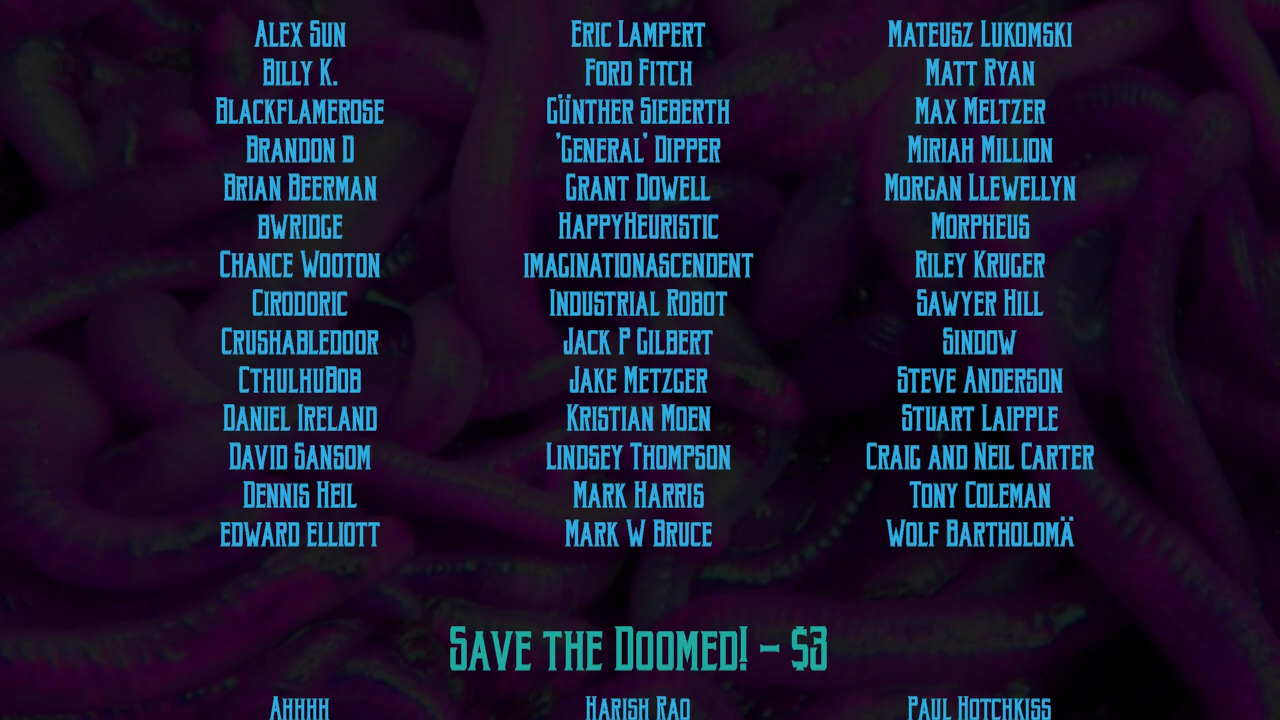 Alex Sun
Billy K.
Blackflamerose
Brandon D
Brian Beerman
bwridge
Chance Wooton
Cirodoric
Crushabledoor
CthulhuBob
Daniel Ireland
David Sansom
Dennis Heil
edward elliott
Eric Lampert
Ford Fitch
Günther Sieberth
'General' Dipper
Grant Dowell
HappyHeuristic
imaginationascendent
Industrial Robot
Jack P Gilbert
Jake Metzger
Kristian Moen
Lindsey Thompson
Mark Harris
Mark W Bruce
Mateusz Lukomski
Matt Ryan
Max Meltzer
Miriah Million
Morgan Llewellyn
Morpheus
Riley Kruger
Sawyer Hill
Sindow
Steve Anderson
Stuart Laipple
Craig and Neil Carter
Tony Coleman
Wolf Bartholomä
Save the Doomed! – $3
Ahhhh
Harish Rao
Paul Hotchkiss